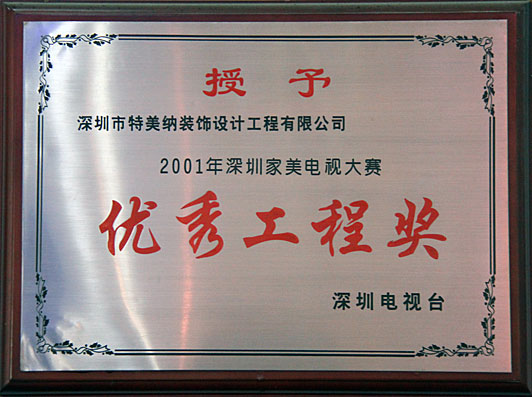 授予
深圳市特美纳装饰设计工程有限公司
2001年深圳家美电视大赛
优秀工程奖
深圳电视台